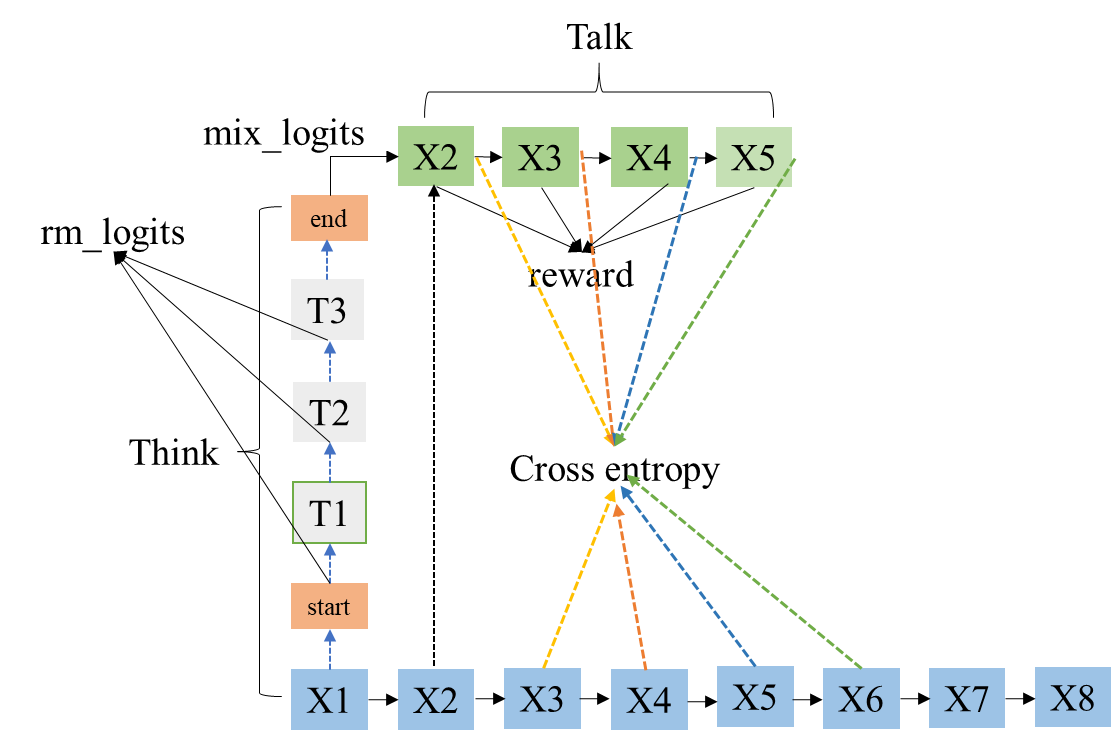 Talk
mix_logits
X2
X3
X4
X5
end
rm_logits
reward
T3
T2
Think
Cross entropy
T1
start
X1
X2
X3
X4
X5
X6
X7
X8